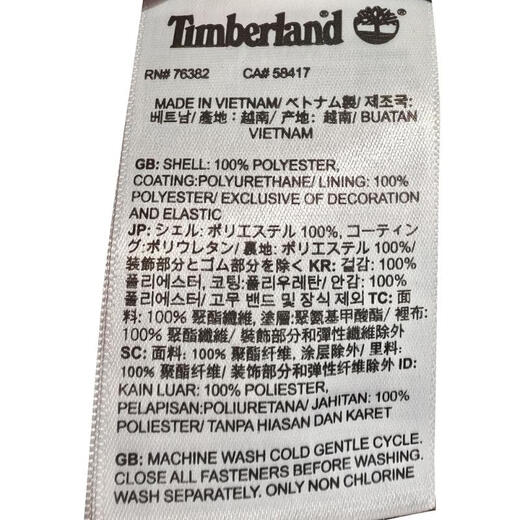 Timberland
RN# 76382 CA# 58417
MADE IN VIETNAM/ ベトナム製/ 제조국:
베트남/ 產地：越南/ 产地：越南/ BUATAN
VIETNAM
GB: SHELL: 100% POLYESTER,
COATING:POLYURETHANE/ LINING: 100%
POLYESTER/ EXCLUSIVE OF DECORATION
AND ELASTIC
JP: シェル: ポリエステル 100%, コーティン
グ:ポリウレタン/ 裏地: ポリエステル 100%/
装飾部分とゴム部分を除く KR: 겉감: 100%
폴리에스터, 코팅:폴리우레탄/ 안감: 100%
폴리에스터/ 고무 밴드 및 장식 제외 TC: 面
料: 100% 聚酯纖維, 塗層:聚氨基甲酸酯/ 裡布:
100% 聚酯纖維/ 裝飾部分和彈性纖維除外
SC: 面料: 100% 聚酯纤维, 涂层除外/ 里料:
100% 聚酯纤维/ 装饰部分和弹性纤维除外 ID:
KAIN LUAR: 100% POLIESTER,
PELAPISAN:POLIURETANA/ JAHITAN: 100%
POLIESTER/ TANPA HIASAN DAN KARET
GB: MACHINE WASH COLD GENTLE CYCLE.
CLOSE ALL FASTENERS BEFORE WASHING.
WASH SEPARATELY. ONLY NON CHLORINE